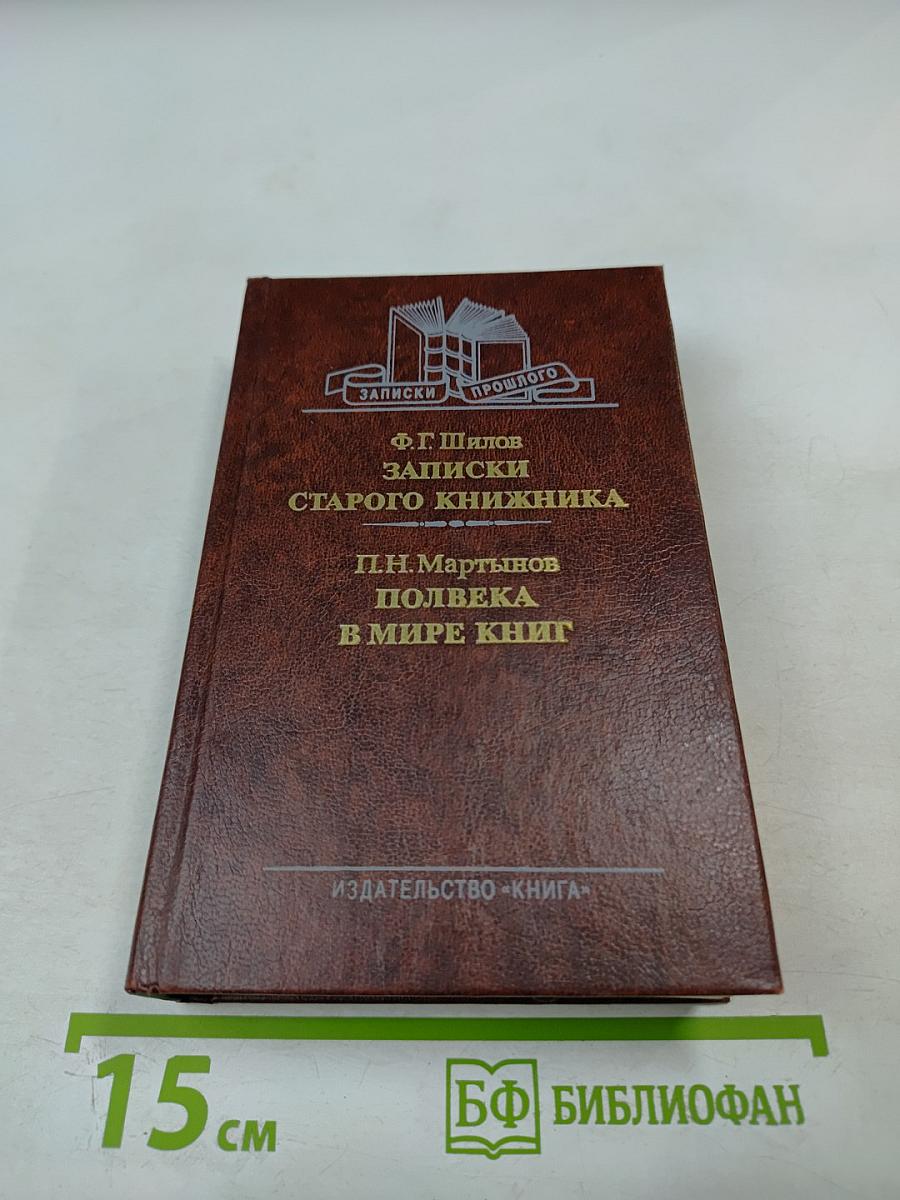 ЗАПИСКИ ПРОШЛОГО
Ф. Г. Шилов
ЗАПИСКИ
СТАРОГО КНИЖНИКА
П. Н. Мартынов
ПОЛВЕКА
В МИРЕ КНИГ
ИЗДАТЕЛЬСТВО «КНИГА»
15 см
БФ БИБЛИОФАН